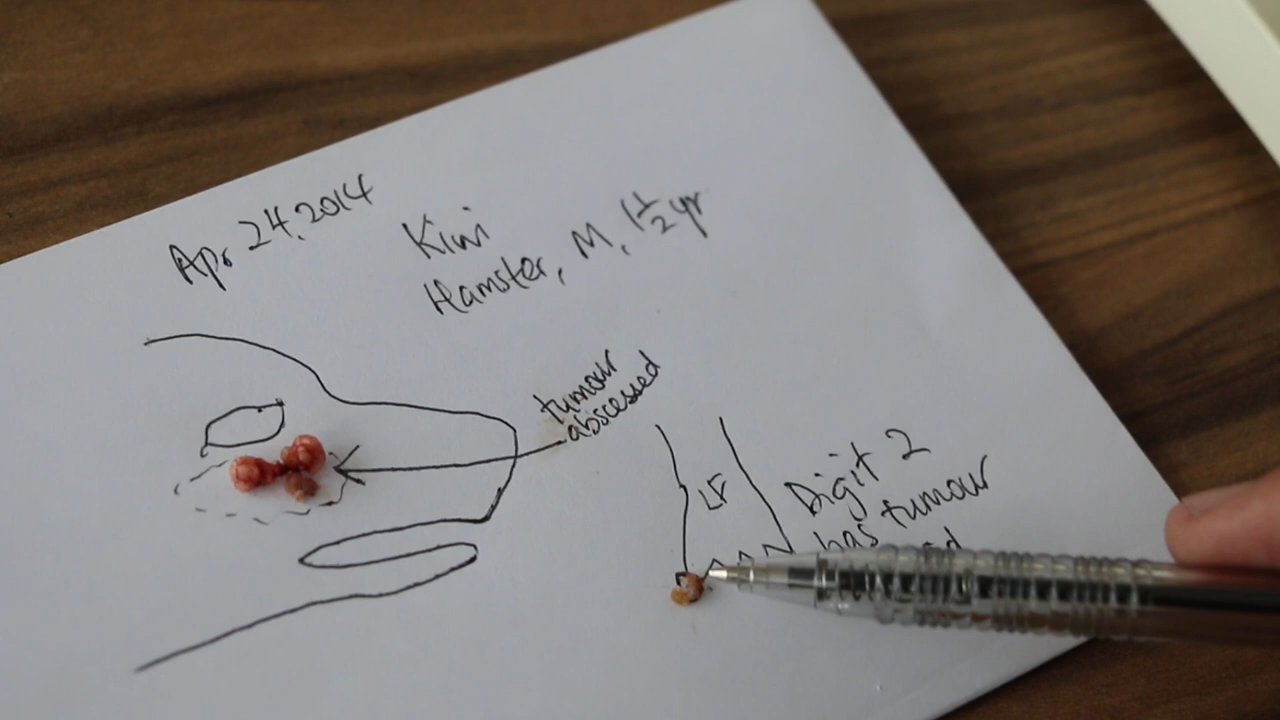 Apr 24, 2014
Kiwi
Hamster, M, 1½ yr
tumour
abscessed
LF
Digit 2
has tumour